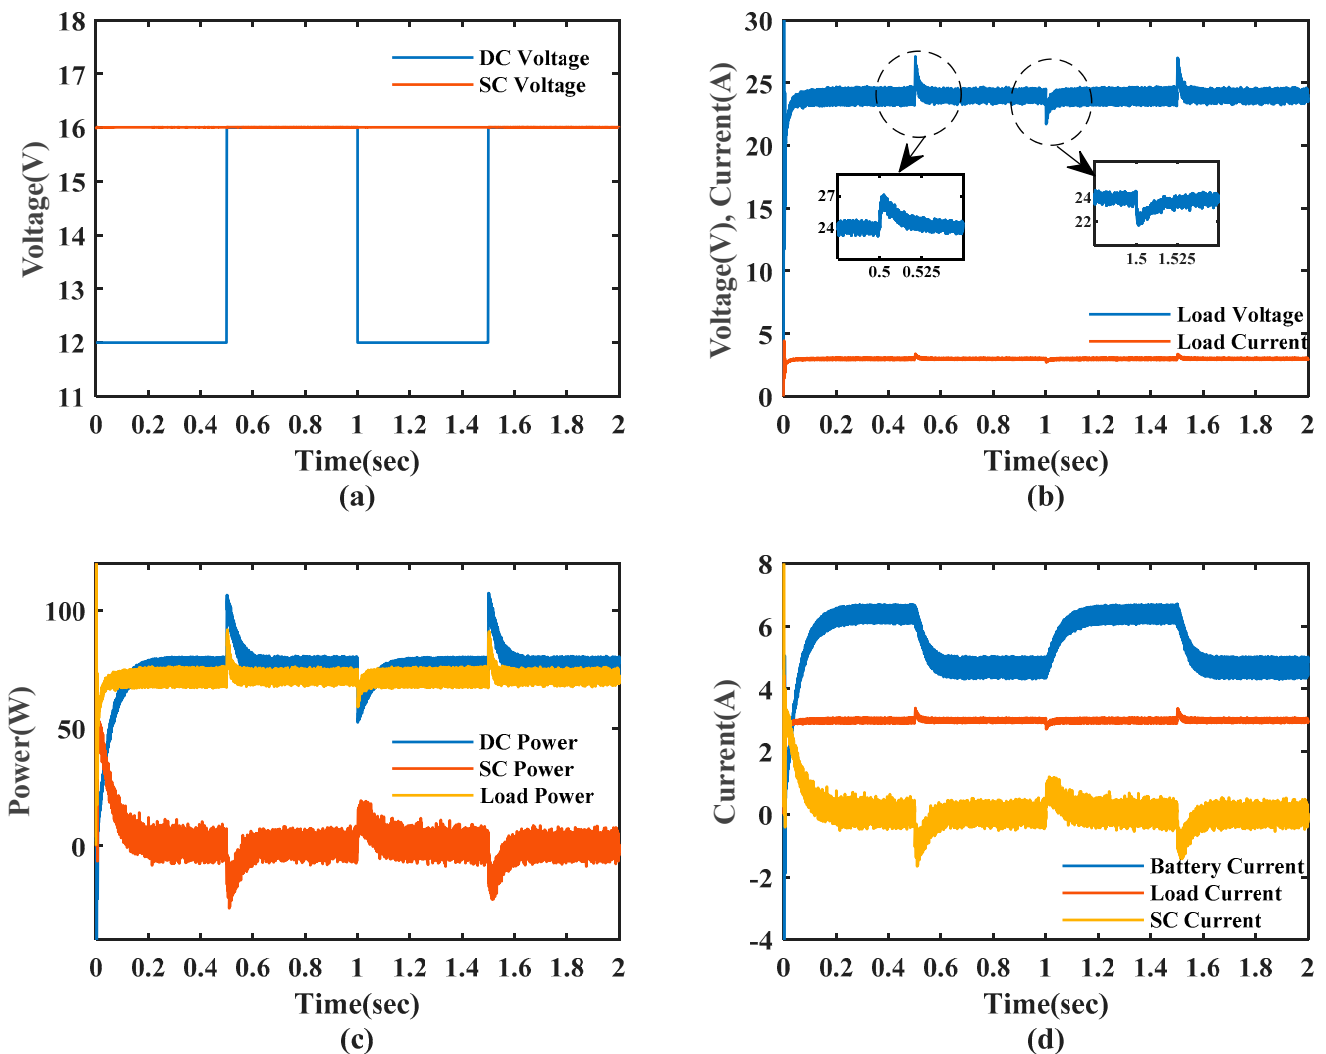 18
17
16
15
14
13
12
11
Voltage(V)
DC Voltage
SC Voltage
0 0.2 0.4 0.6 0.8 1 1.2 1.4 1.6 1.8 2
Time(sec)
(a)
30
25
20
15
10
5
0
Voltage(V), Current(A)
27
24
0.5 0.525
24
22
1.5 1.525
Load Voltage
Load Current
0 0.2 0.4 0.6 0.8 1 1.2 1.4 1.6 1.8 2
Time(sec)
(b)
100
50
0
Power(W)
DC Power
SC Power
Load Power
0 0.2 0.4 0.6 0.8 1 1.2 1.4 1.6 1.8 2
Time(sec)
(c)
8
6
4
2
0
-2
-4
Current(A)
Battery Current
Load Current
SC Current
0 0.2 0.4 0.6 0.8 1 1.2 1.4 1.6 1.8 2
Time(sec)
(d)